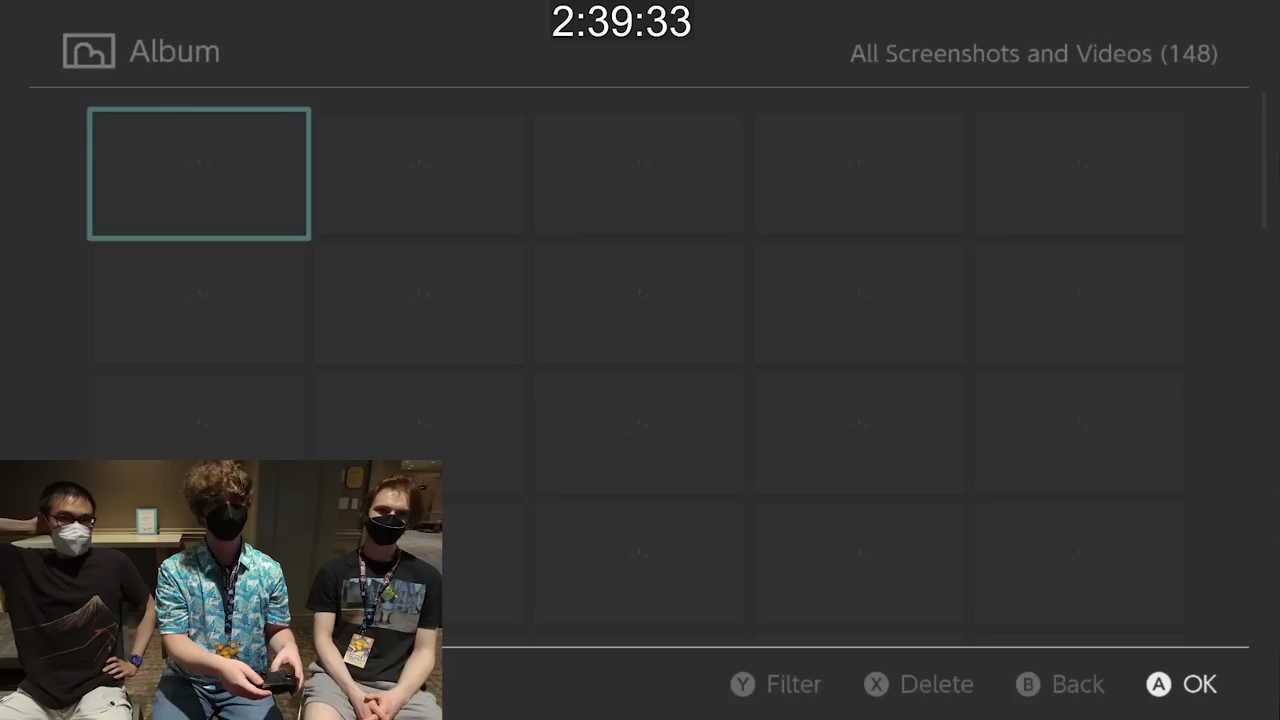 2:39:33
Album
All Screenshots and Videos (148)
Y Filter
X Delete
B Back
A OK